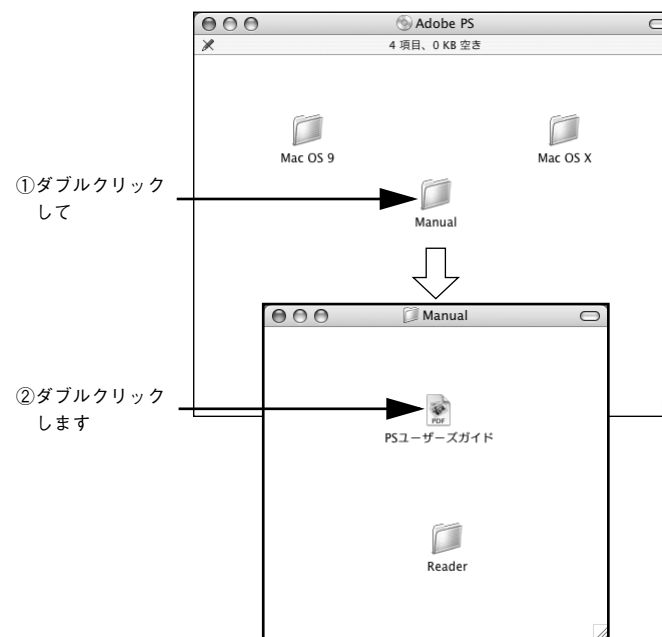 Adobe PS
4 項目、0 KB 空き
Mac OS 9
Mac OS X
①ダブルクリック
して
Manual
Manual
②ダブルクリック
します
PDF
PSユーザーズガイド
Reader